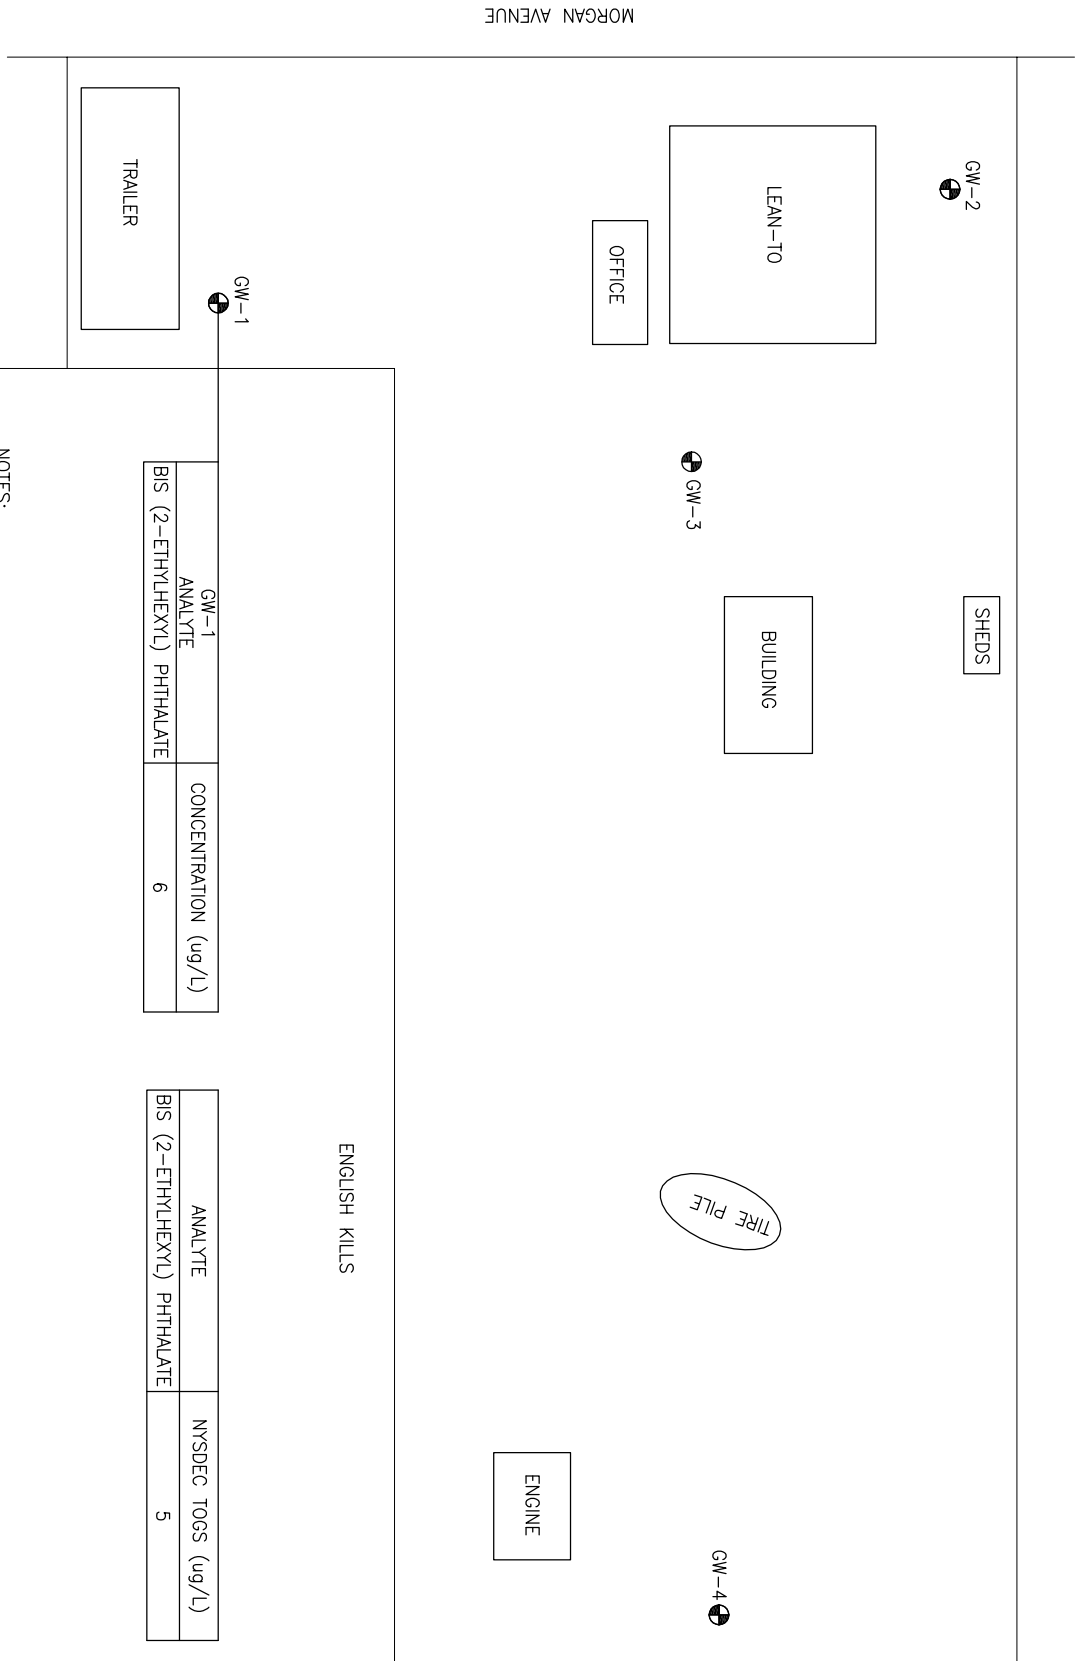 MORGAN AVENUE
GW-2
LEAN-TO
SHEDS
OFFICE
GW-3
BUILDING
TIRE PILE
GW-4
ENGINE
TRAILER
GW-1
ENGLISH KILLS
GW-1
ANALYTE
CONCENTRATION (ug/L)
BIS (2-ETHYLHEXYL) PHTHALATE
6
ANALYTE
NYSDEC TOGS (ug/L)
BIS (2-ETHYLHEXYL) PHTHALATE
5
NOTES: